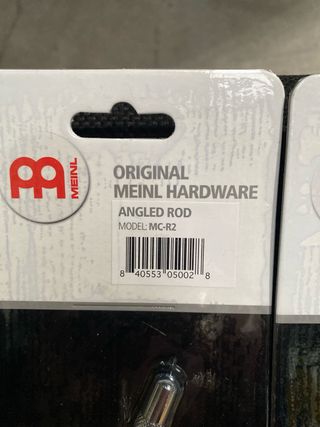 MEINL
ORIGINAL
MEINL HARDWARE
ANGLED ROD
MODEL: MC-R2
8 40553 05002 8